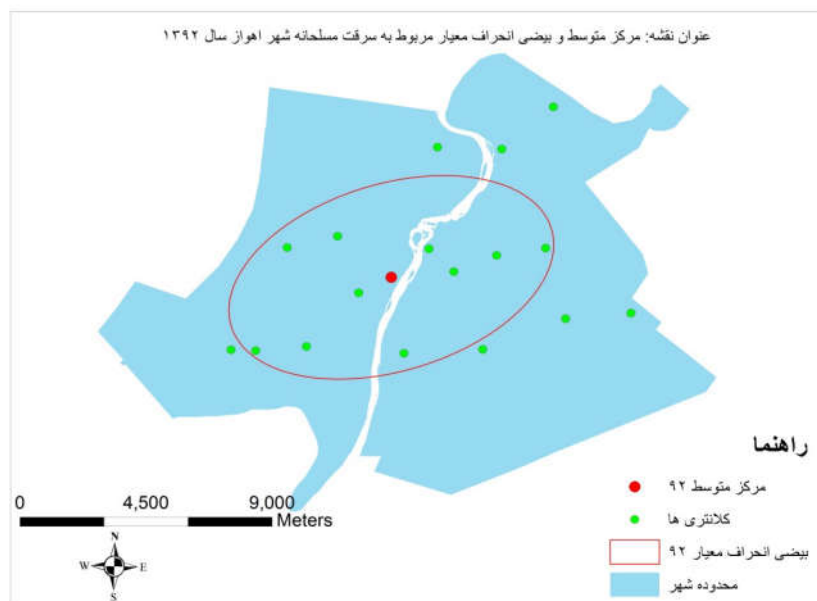 عنوان نقشه: مرکز متوسط و بیضی انحراف معیار مربوط به سرقت مسلحانه شهر اهواز سال ۱۳۹۲
راهنما
مرکز متوسط ۹۲
کلانتری ها
بیضی انحراف معیار ۹۲
محدوده شهر
0 4,500 9,000
Meters
N
W E
S